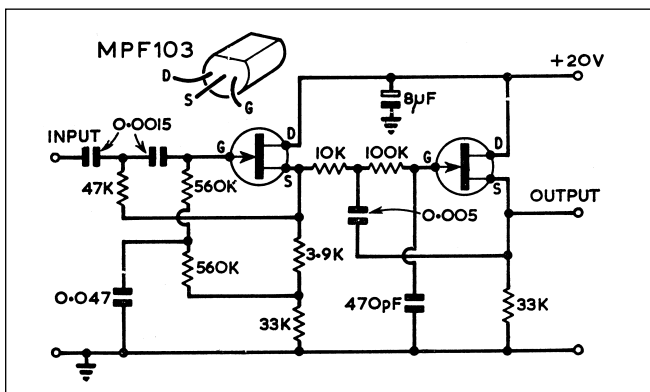 MPF103
D
S
G
+20V
8µF
INPUT
0.0015
G
D
S
10K
100K
G
D
S
47K
560K
0.005
OUTPUT
3.9K
560K
0.047
470pF
33K
33K